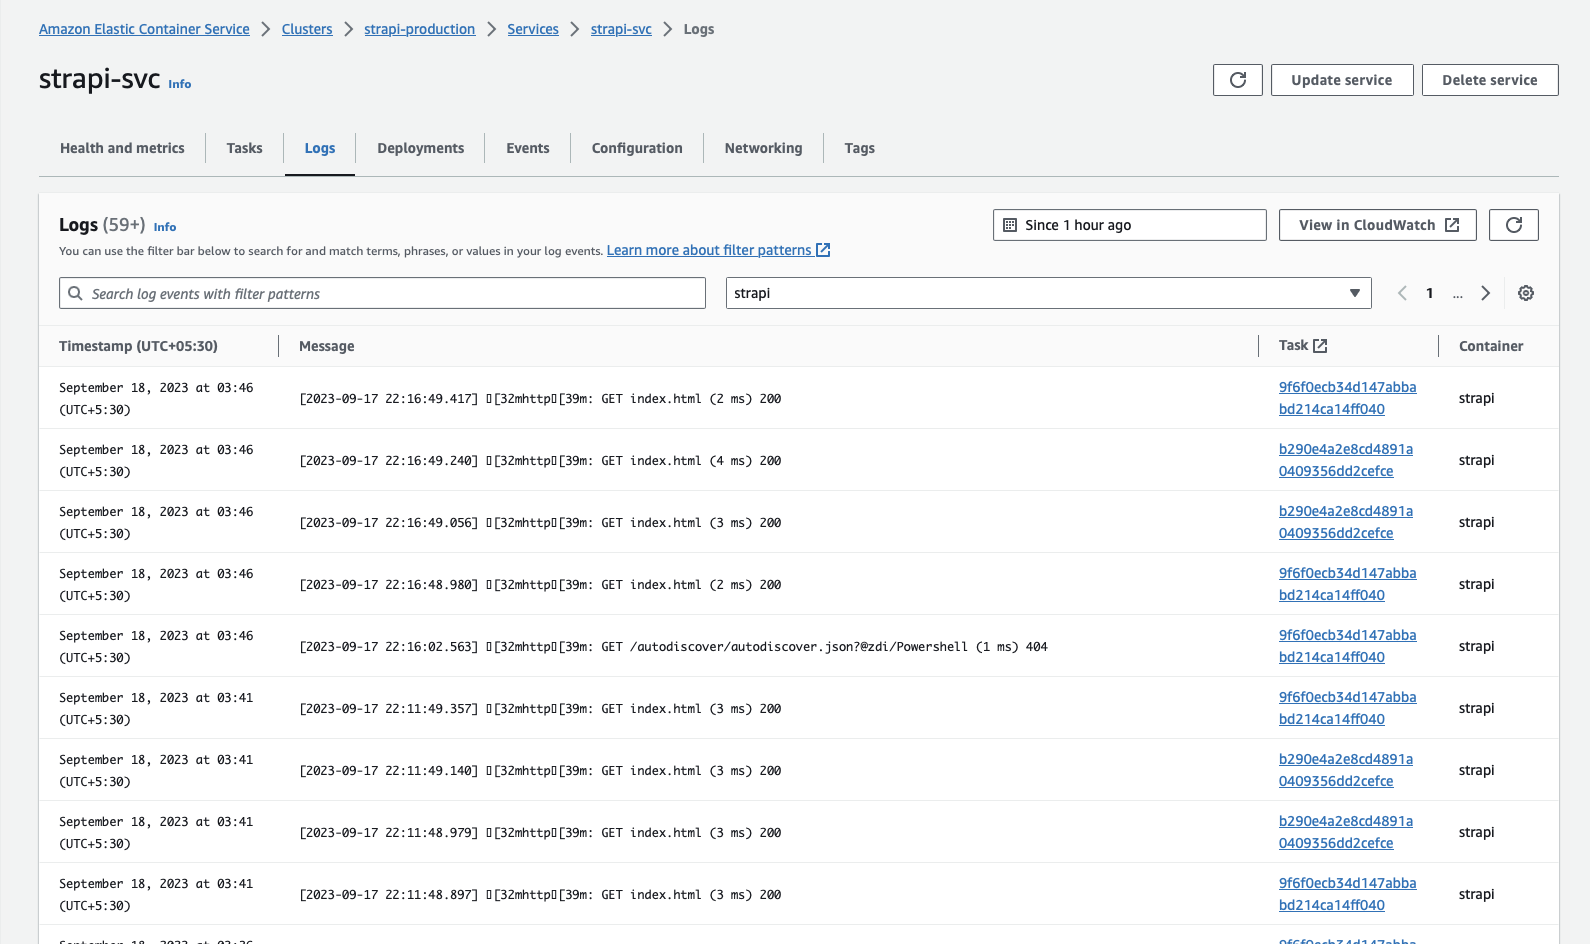 Amazon Elastic Container Service > Clusters > strapi-production > Services > strapi-svc > Logs
strapi-svc Info
Update service
Delete service
Health and metrics
Tasks
Logs
Deployments
Events
Configuration
Networking
Tags
Logs (59+) Info
Since 1 hour ago
View in CloudWatch
You can use the filter bar below to search for and match terms, phrases, or values in your log events. Learn more about filter patterns
Search log events with filter patterns
strapi
1 ...
Timestamp (UTC+05:30)
Message
Task
Container
September 18, 2023 at 03:46
(UTC+5:30)
[2023-09-17 22:16:49.417] ▯[32mhttp▯[39m: GET index.html (2 ms) 200
9f6f0ecb34d147abba
bd214ca14ff040
strapi
September 18, 2023 at 03:46
(UTC+5:30)
[2023-09-17 22:16:49.240] ▯[32mhttp▯[39m: GET index.html (4 ms) 200
b290e4a2e8cd4891a
0409356dd2cefce
strapi
September 18, 2023 at 03:46
(UTC+5:30)
[2023-09-17 22:16:49.056] ▯[32mhttp▯[39m: GET index.html (3 ms) 200
b290e4a2e8cd4891a
0409356dd2cefce
strapi
September 18, 2023 at 03:46
(UTC+5:30)
[2023-09-17 22:16:48.980] ▯[32mhttp▯[39m: GET index.html (2 ms) 200
9f6f0ecb34d147abba
bd214ca14ff040
strapi
September 18, 2023 at 03:46
(UTC+5:30)
[2023-09-17 22:16:02.563] ▯[32mhttp▯[39m: GET /autodiscover/autodiscover.json?@zdi/Powershell (1 ms) 404
9f6f0ecb34d147abba
bd214ca14ff040
strapi
September 18, 2023 at 03:41
(UTC+5:30)
[2023-09-17 22:11:49.357] ▯[32mhttp▯[39m: GET index.html (3 ms) 200
9f6f0ecb34d147abba
bd214ca14ff040
strapi
September 18, 2023 at 03:41
(UTC+5:30)
[2023-09-17 22:11:49.140] ▯[32mhttp▯[39m: GET index.html (3 ms) 200
b290e4a2e8cd4891a
0409356dd2cefce
strapi
September 18, 2023 at 03:41
(UTC+5:30)
[2023-09-17 22:11:48.979] ▯[32mhttp▯[39m: GET index.html (3 ms) 200
b290e4a2e8cd4891a
0409356dd2cefce
strapi
September 18, 2023 at 03:41
(UTC+5:30)
[2023-09-17 22:11:48.897] ▯[32mhttp▯[39m: GET index.html (3 ms) 200
9f6f0ecb34d147abba
bd214ca14ff040
strapi